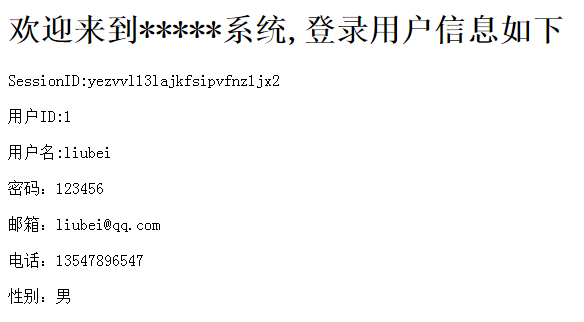 欢迎来到*****系统,登录用户信息如下
SessionID:yezvvl13lajkfsipvfnzljx2
用户ID:1
用户名:liubei
密码：123456
邮箱：liubei@qq.com
电话：13547896547
性别：男